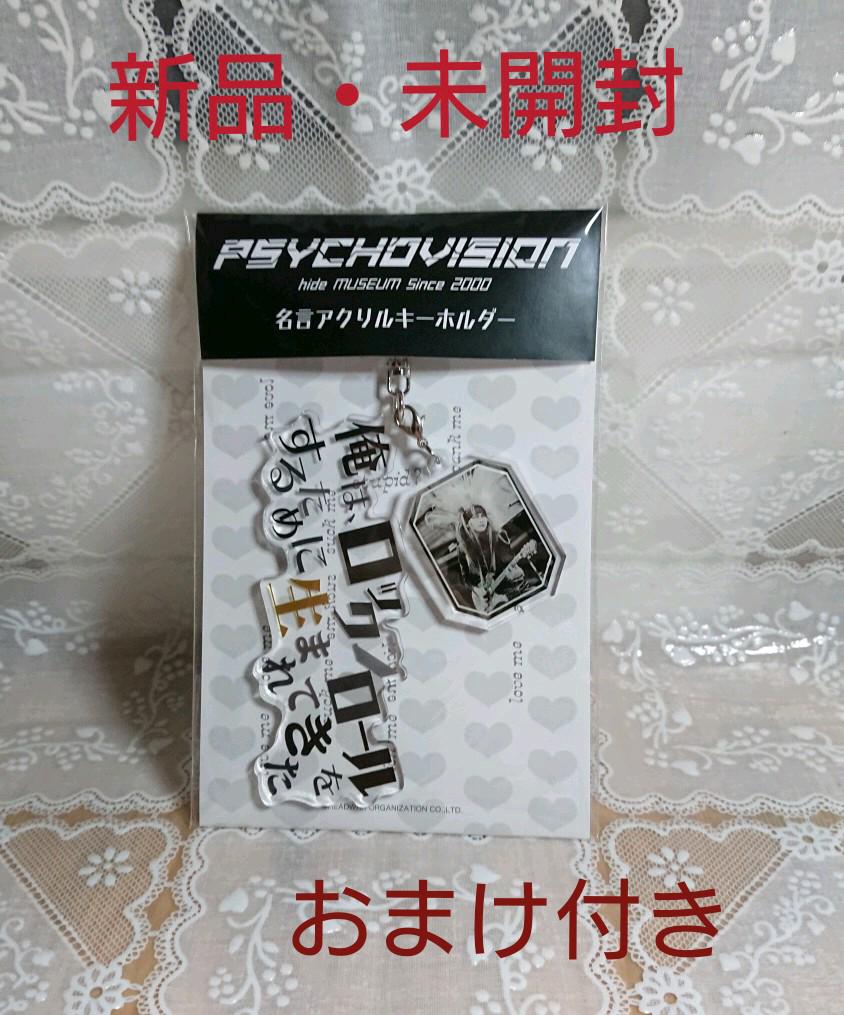 新品・未開封
PSYCHOVISION
hide MUSEUM Since 2000
名言アクリルキーホルダー
俺は、ロックンロールを
するために生まれてきた
love me
おまけ付き